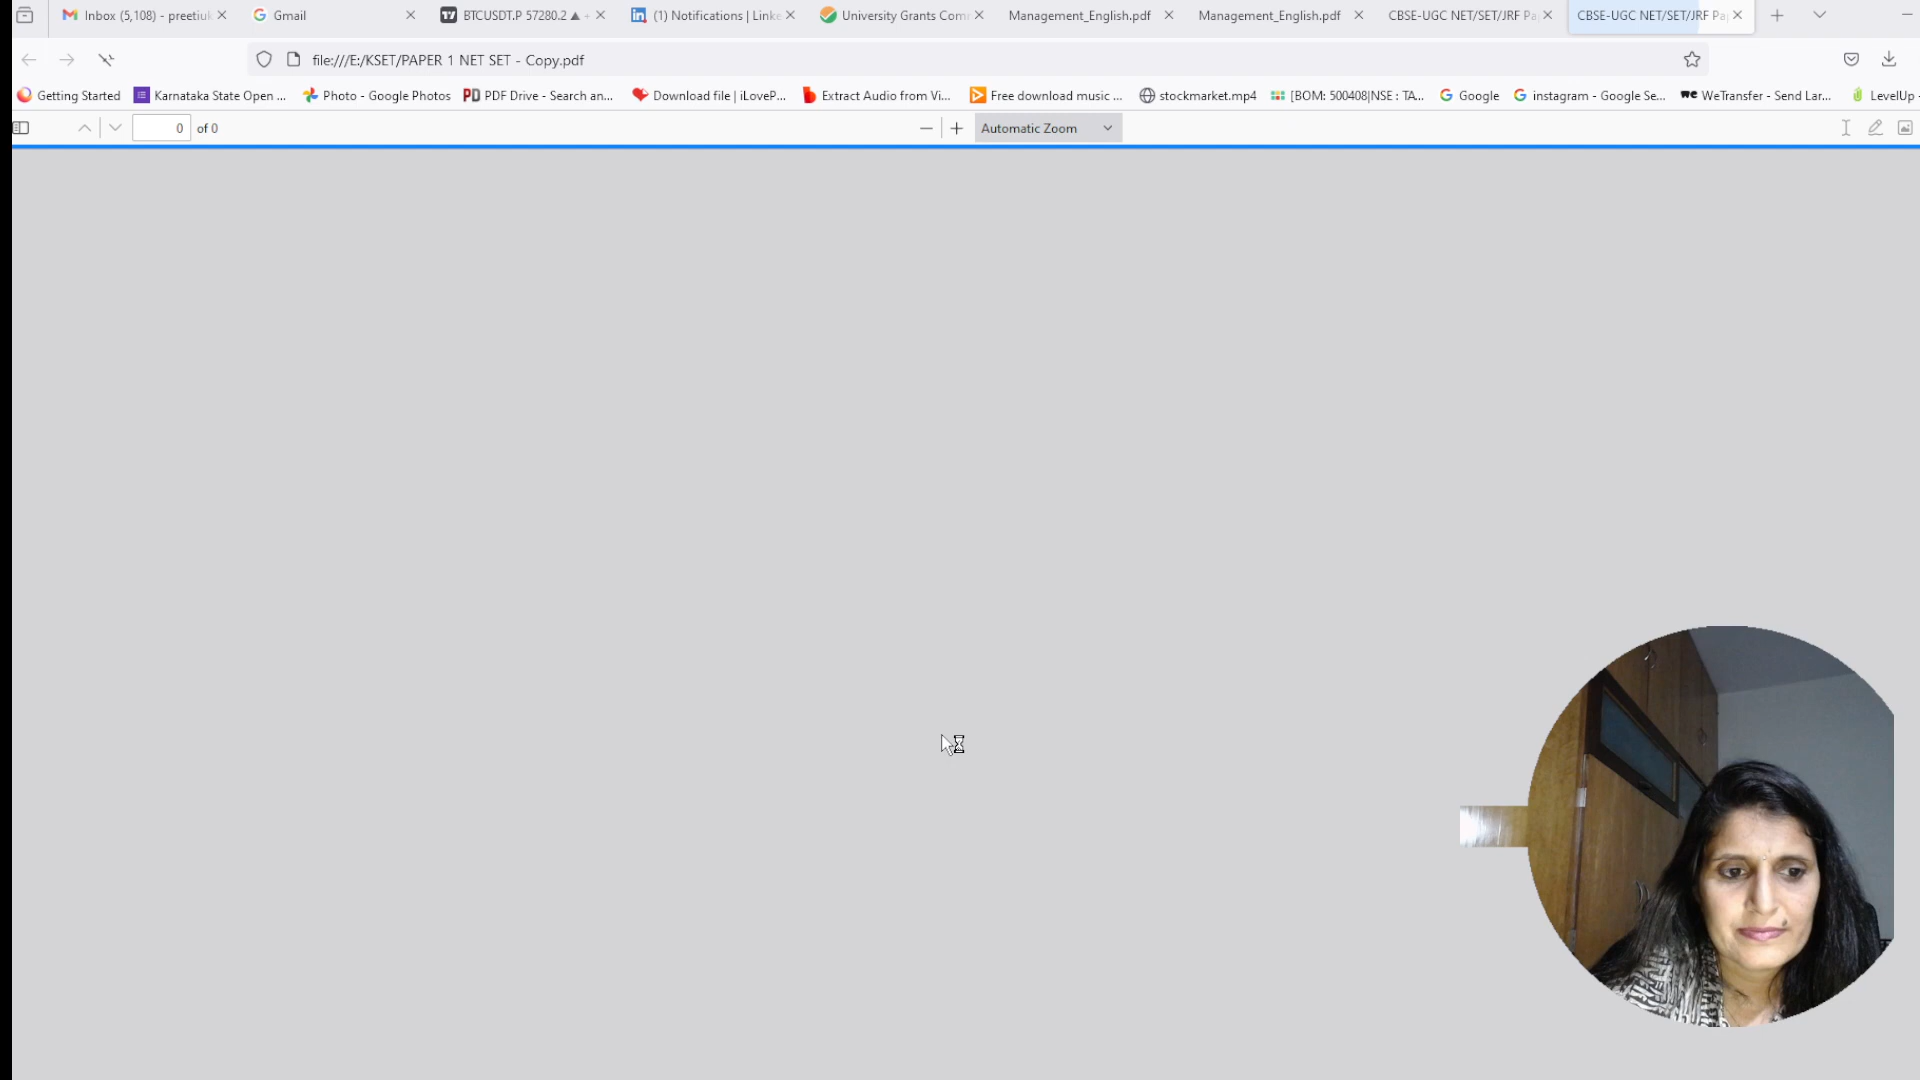 Inbox (5,108) - preetiuk
Gmail
BTCUSDT.P 57280.2 ▲ +
(1) Notifications | Linke
University Grants Com
Management_English.pdf
Management_English.pdf
CBSE-UGC NET/SET/JRF Pa
CBSE-UGC NET/SET/JRF Pa
file:///E:/KSET/PAPER 1 NET SET - Copy.pdf
Getting Started
Karnataka State Open ...
Photo - Google Photos
PDF Drive - Search an...
Download file | iLoveP...
Extract Audio from Vi...
Free download music ...
stockmarket.mp4
[BOM: 500408|NSE : TA...
Google
instagram - Google Se...
WeTransfer - Send Lar...
LevelUp -
0 of 0
Automatic Zoom